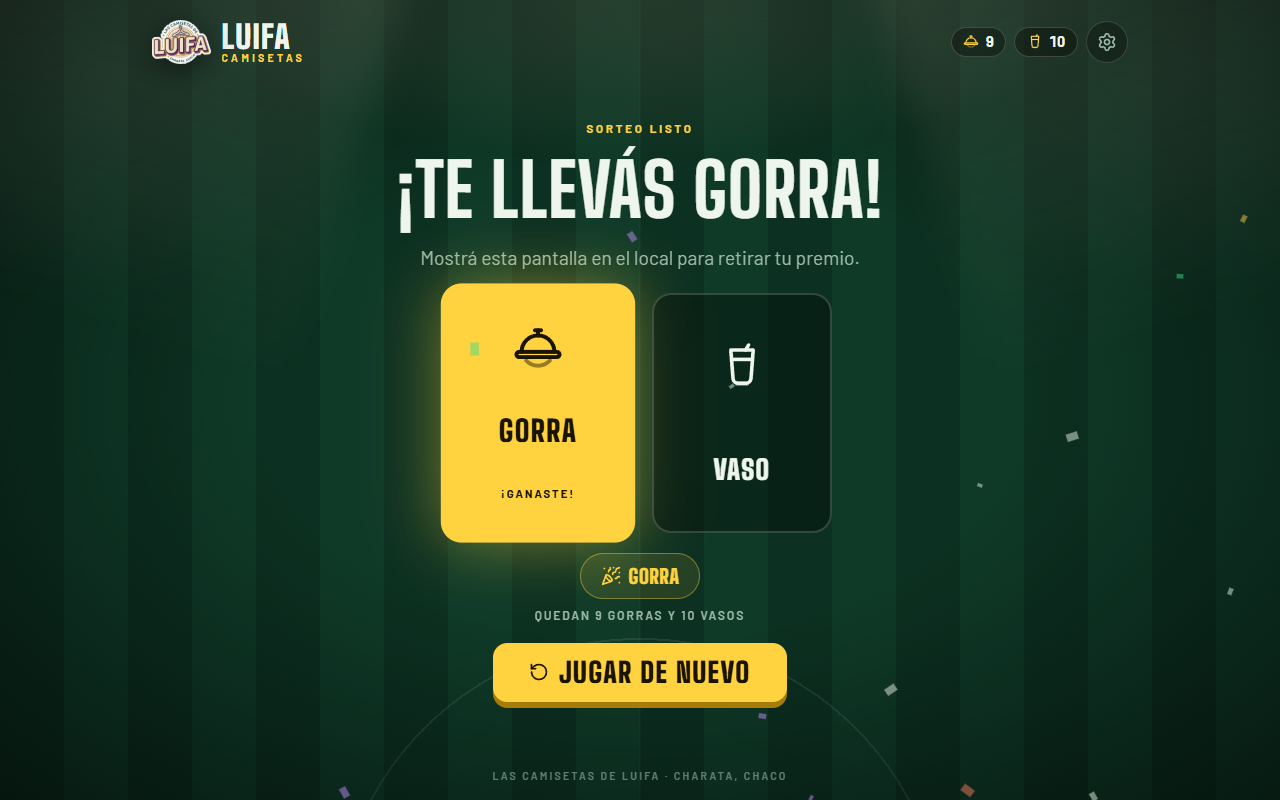 LUIFA
LUIFA
CAMISETAS
9
10
SORTEO LISTO
¡TE LLEVÁS GORRA!
Mostrá esta pantalla en el local para retirar tu premio.
GORRA
¡GANASTE!
VASO
GORRA
QUEDAN 9 GORRAS Y 10 VASOS
JUGAR DE NUEVO
LAS CAMISETAS DE LUIFA · CHARATA, CHACO